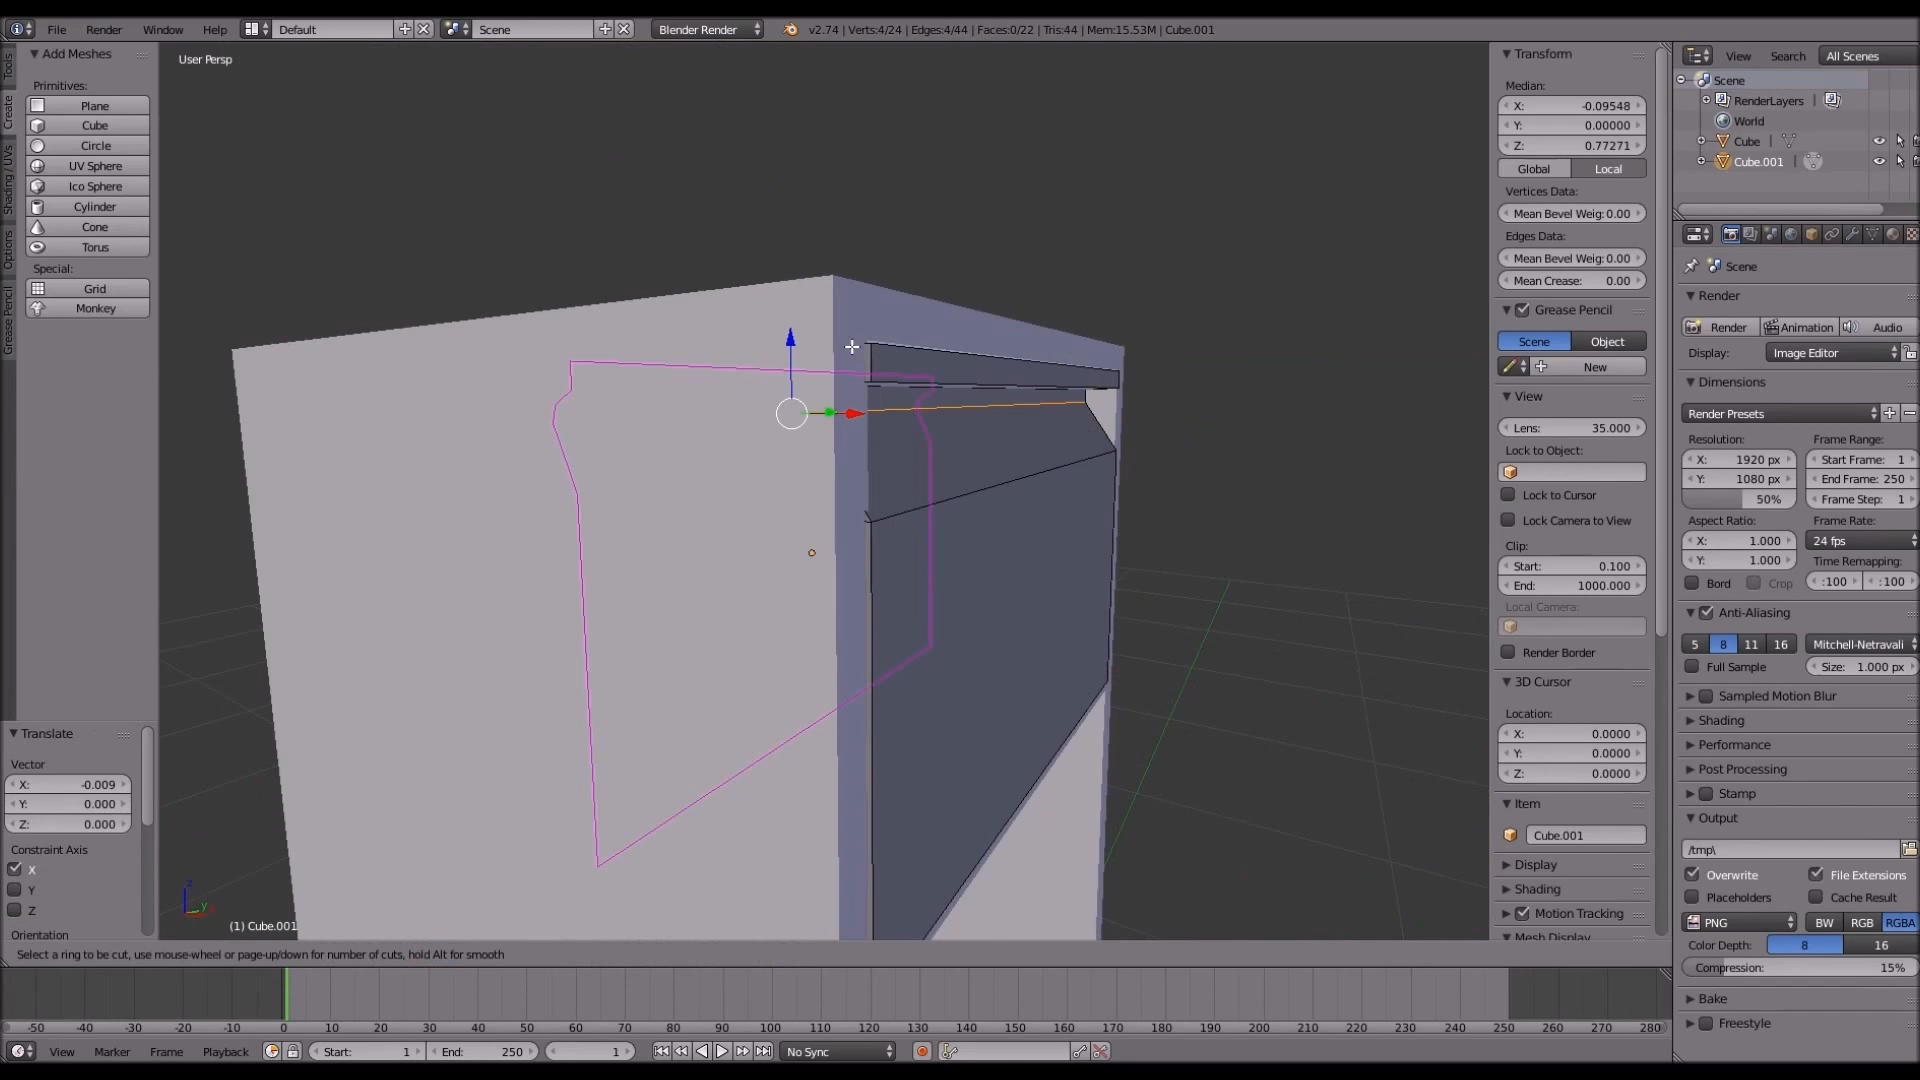 File Render Window Help Default Scene Blender Render v2.74 | Verts:4/24 | Edges:4/44 | Faces:0/22 | Tris:44 | Mem:15.53M | Cube.001
Tools
Create
Shading / UVs
Options
Grease Pencil
Add Meshes
Primitives:
Plane
Cube
Circle
UV Sphere
Ico Sphere
Cylinder
Cone
Torus
Special:
Grid
Monkey
Translate
Vector
X: -0.009
Y: 0.000
Z: 0.000
Constraint Axis
X
Y
Z
Orientation
User Persp
z
y
(1) Cube.001
Transform
Median:
X: -0.09548
Y: 0.00000
Z: 0.77271
Global Local
Vertices Data:
Mean Bevel Weig: 0.00
Edges Data:
Mean Bevel Weig: 0.00
Mean Crease: 0.00
Grease Pencil
Scene Object
New
View
Lens: 35.000
Lock to Object:
Lock to Cursor
Lock Camera to View
Clip:
Start: 0.100
End: 1000.000
Local Camera:
Render Border
3D Cursor
Location:
X: 0.0000
Y: 0.0000
Z: 0.0000
Item
Cube.001
Display
Shading
Motion Tracking
Mesh Display
View Search All Scenes
Scene
RenderLayers |
World
Cube |
Cube.001 |
Scene
Render
Render Animation Audio
Display: Image Editor
Dimensions
Render Presets
Resolution: Frame Range:
X: 1920 px Start Frame: 1
Y: 1080 px End Frame: 250
50% Frame Step: 1
Aspect Ratio: Frame Rate:
X: 1.000 24 fps
Y: 1.000 Time Remapping:
Bord Crop :100 :100
Anti-Aliasing
5 8 11 16 Mitchell-Netravali
Full Sample Size: 1.000 px
Sampled Motion Blur
Shading
Performance
Post Processing
Stamp
Output
/tmp\
Overwrite File Extensions
Placeholders Cache Result
PNG BW RGB RGBA
Color Depth: 8 16
Compression: 15%
Bake
Freestyle
Select a ring to be cut, use mouse-wheel or page-up/down for number of cuts, hold Alt for smooth
-50 -40 -30 -20 -10 0 10 20 30 40 50 60 70 80 90 100 110 120 130 140 150 160 170 180 190 200 210 220 230 240 250 260 270 280
View Marker Frame Playback Start: 1 End: 250 1 No Sync